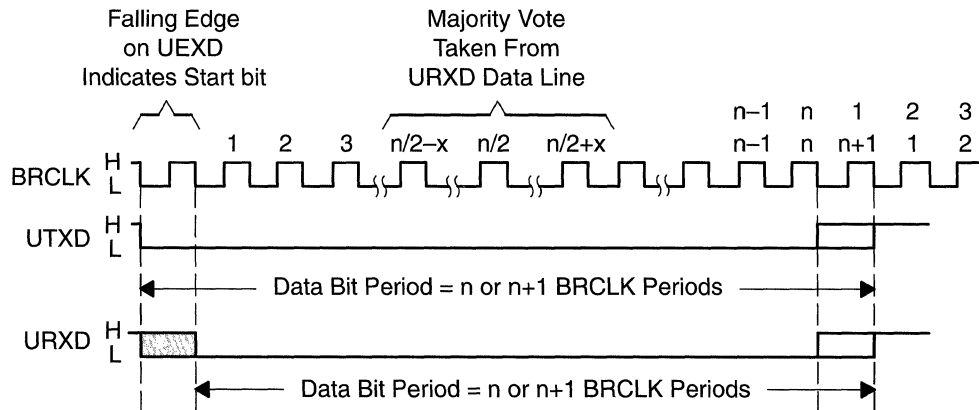 Falling Edge
on UEXD
Indicates Start bit
Majority Vote
Taken From
URXD Data Line
n–1 n 1 2 3
1 2 3 n/2–x n/2 n/2+x n–1 n n+1 1 2
H
BRCLK
L
H
UTXD
L
Data Bit Period = n or n+1 BRCLK Periods
H
URXD
L
Data Bit Period = n or n+1 BRCLK Periods